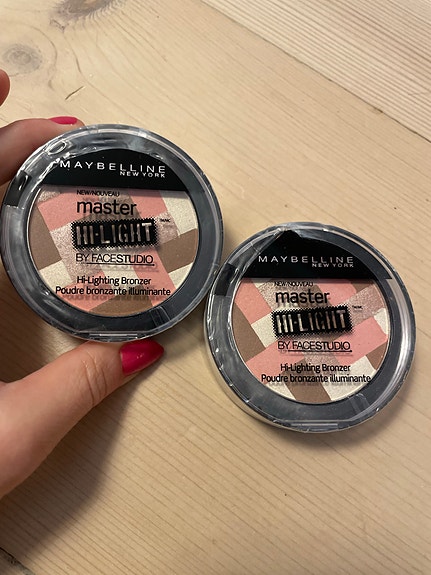 MAYBELLINE
NEW YORK
NEW/NOUVEAU
master
HI-LIGHT
BY FACESTUDIO
Hi-Lighting Bronzer
Poudre bronzante illuminante
MAYBELLINE
NEW YORK
NEW/NOUVEAU
master
HI-LIGHT
BY FACESTUDIO
Hi-Lighting Bronzer
Poudre bronzante illuminante